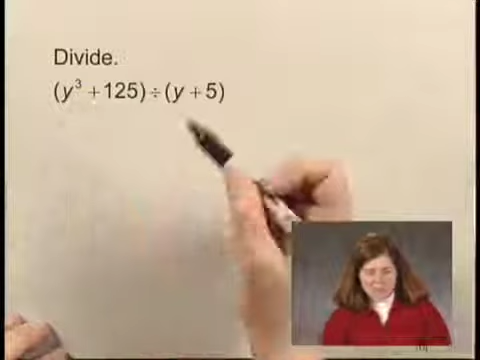 Divide.
(y³ + 125) ÷ (y + 5)